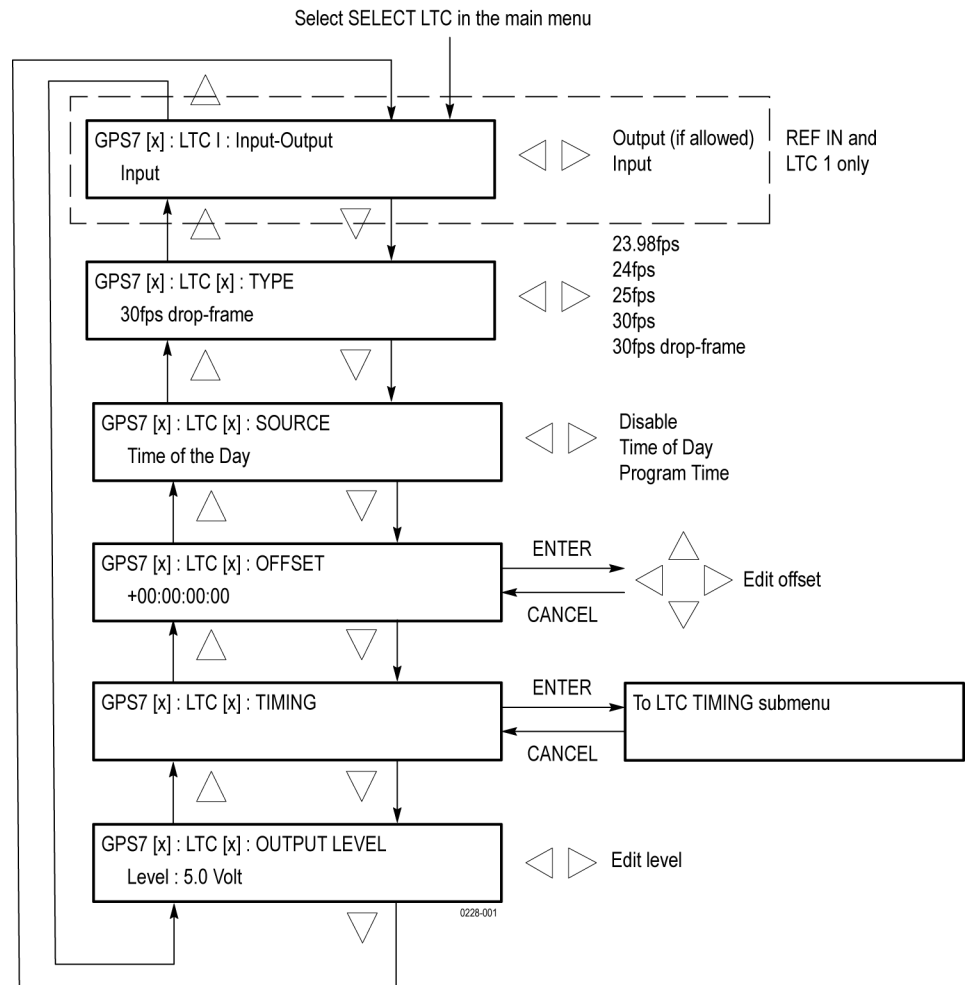 Select SELECT LTC in the main menu
GPS7 [x] : LTC I : Input-Output
Input
Output (if allowed)
Input
REF IN and
LTC 1 only
GPS7 [x] : LTC [x] : TYPE
30fps drop-frame
23.98fps
24fps
25fps
30fps
30fps drop-frame
GPS7 [x] : LTC [x] : SOURCE
Time of the Day
Disable
Time of Day
Program Time
GPS7 [x] : LTC [x] : OFFSET
+00:00:00:00
ENTER
CANCEL
Edit offset
GPS7 [x] : LTC [x] : TIMING
ENTER
CANCEL
To LTC TIMING submenu
GPS7 [x] : LTC [x] : OUTPUT LEVEL
Level : 5.0 Volt
Edit level
0228-001